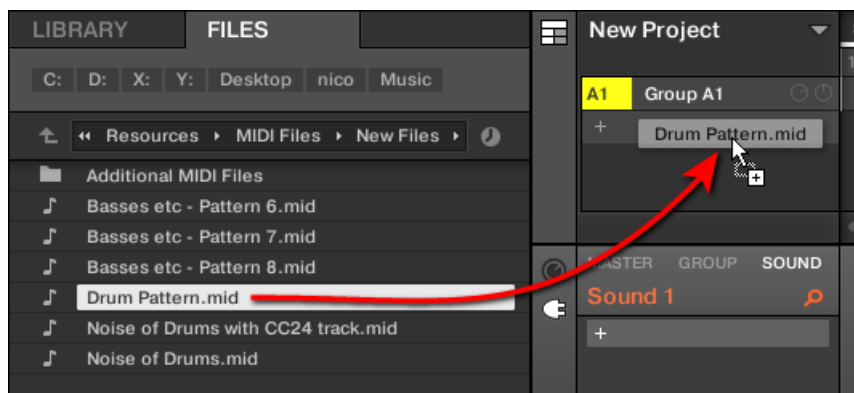 LIBRARY FILES
C: D: X: Y: Desktop nico Music
Resources MIDI Files New Files
Additional MIDI Files
Basses etc - Pattern 6.mid
Basses etc - Pattern 7.mid
Basses etc - Pattern 8.mid
Drum Pattern.mid
Noise of Drums with CC24 track.mid
Noise of Drums.mid
New Project
1
A1 Group A1
+ Drum Pattern.mid
MASTER GROUP SOUND
Sound 1
+